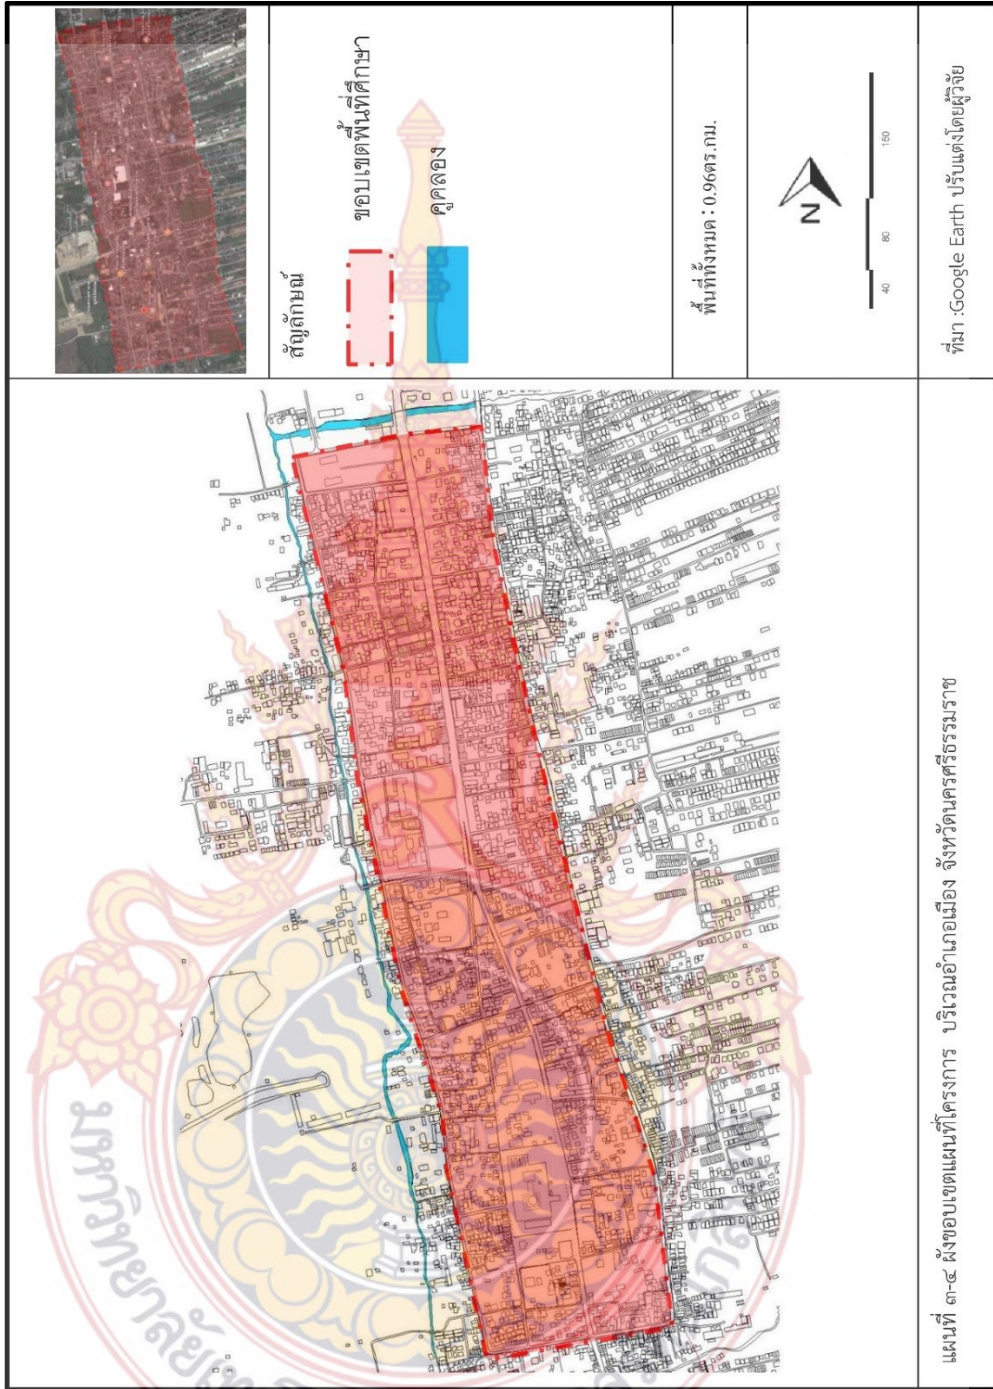 สัญลักษณ์
ขอบเขตพื้นที่ศึกษา
คูคลอง
พื้นที่ทั้งหมด : 0.96ตร.กม.
N
40 80 160
ที่มา :Google Earth ปรับแต่งโดยผู้วิจัย
แผนที่ ๓-๔ ผังขอบเขตแผนที่โครงการ บริเวณอำเภอเมือง จังหวัดนครศรีธรรมราช